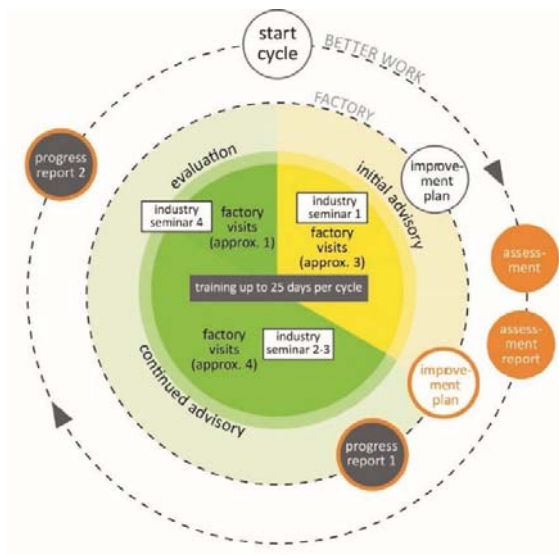 start
cycle
BETTER WORK
FACTORY
progress
report 2
evaluation
initial advisory
improve-
ment
plan
industry
seminar 4
factory
visits
(approx. 1)
industry
seminar 1
factory
visits
(approx. 3)
assess-
ment
training up to 25 days per cycle
assess-
ment
report
factory
visits
(approx. 4)
industry
seminar 2-3
continued advisory
improve-
ment
plan
progress
report 1